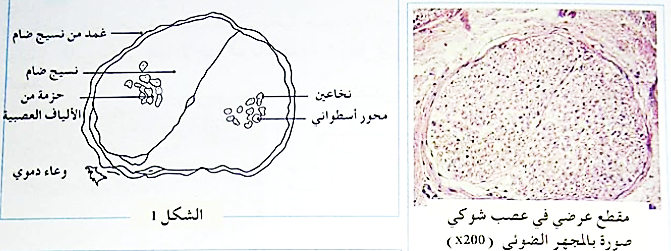 غمد من نسيج ضام
نسيج ضام
حزمة من
الألياف العصبية
وعاء دموي
نخاعين
محور أسطواني
الشكل 1
مقطع عرضي في عصب شوكي
صورة بالمجهر الضوئي (x200)